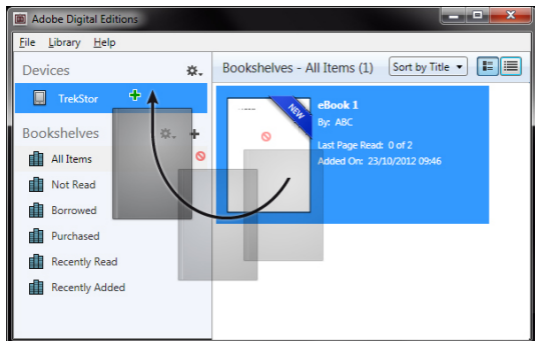 Adobe Digital Editions
File Library Help
Devices
TrekStor
Bookshelves
All Items
Not Read
Borrowed
Purchased
Recently Read
Recently Added
Bookshelves - All Items (1) Sort by Title
NEW
eBook 1
By: ABC
Last Page Read: 0 of 2
Added On: 23/10/2012 09:46